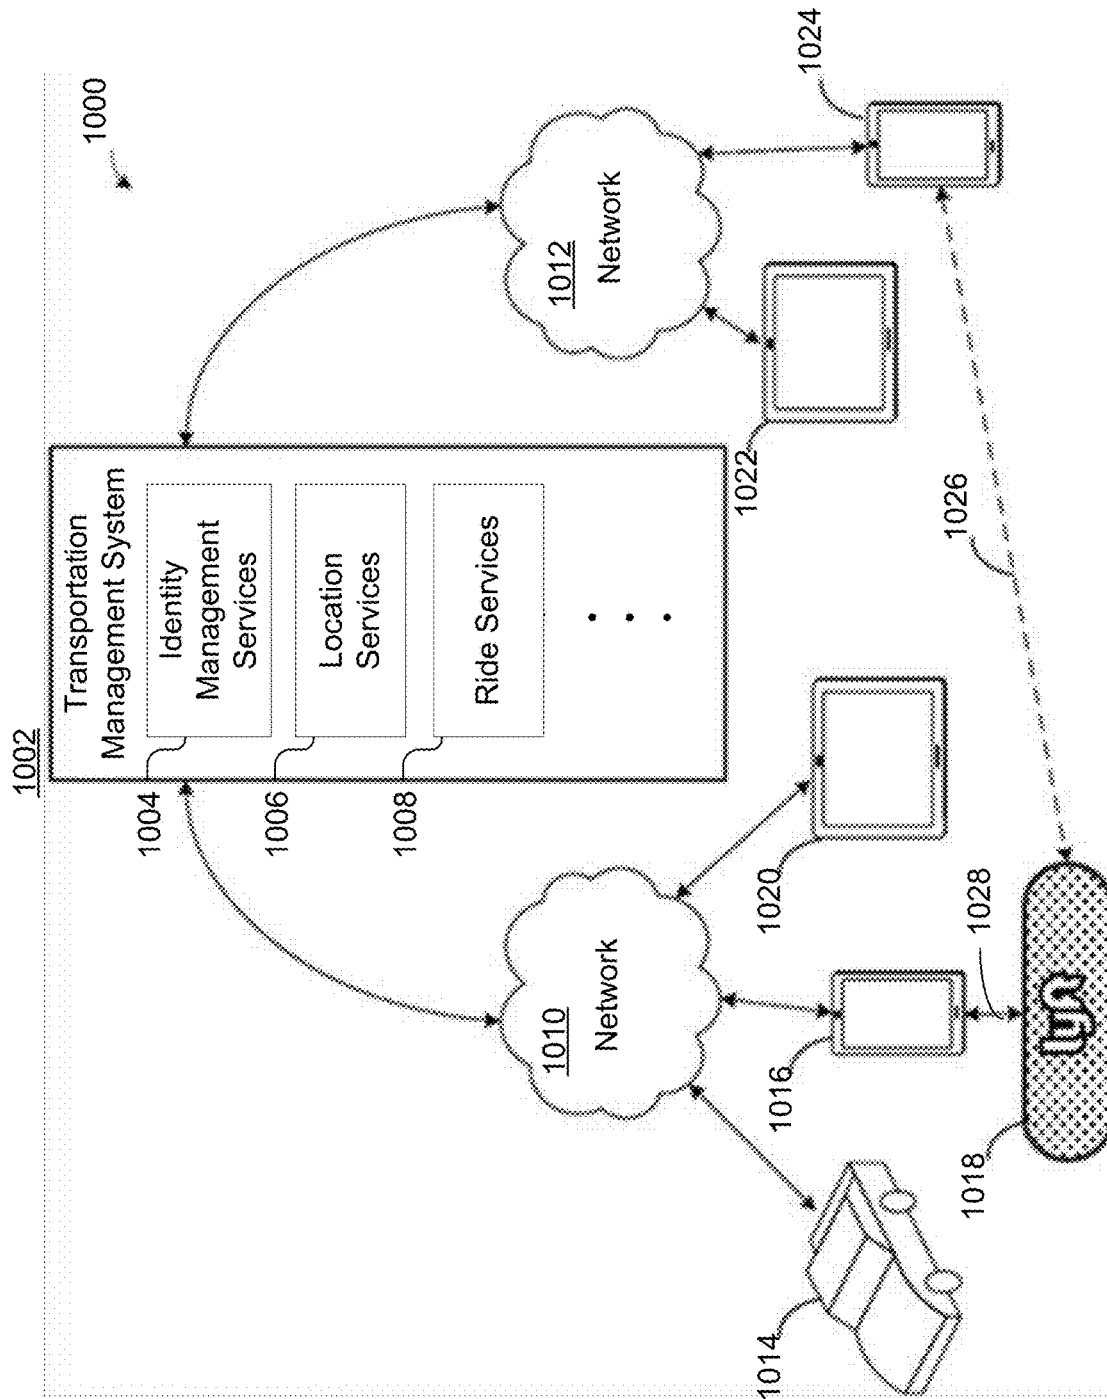 1000
1002
Transportation
Management System
1004
Identity
Management
Services
1006
Location
Services
1008
Ride Services
1010
Network
1012
Network
1014
1016
1018
lyft
1020
1022
1024
1026
1028